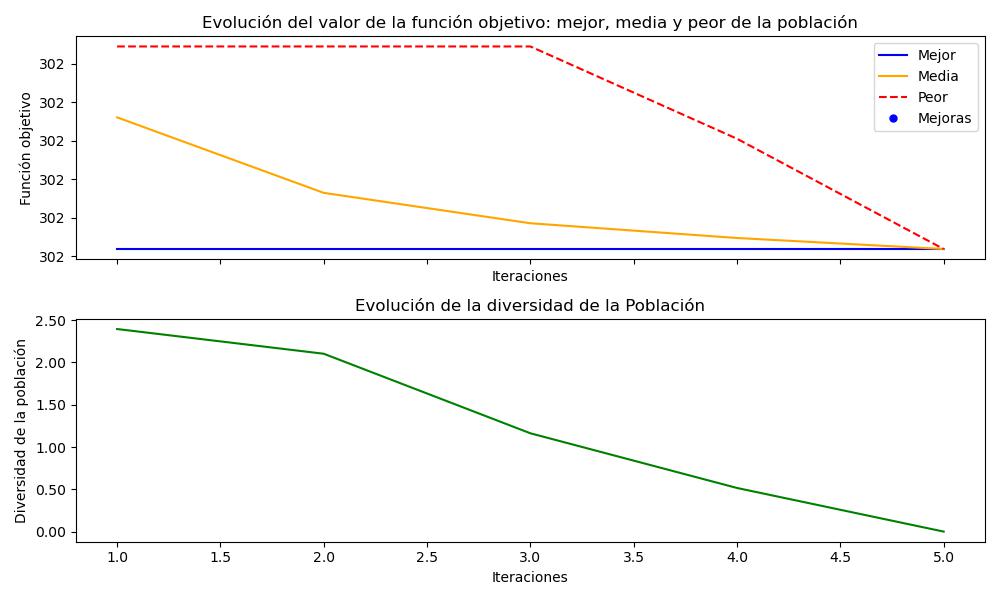 Evolución del valor de la función objetivo: mejor, media y peor de la población
Función objetivo
302
302
302
302
302
302
Mejor
Media
Peor
Mejoras
Iteraciones
Evolución de la diversidad de la Población
Diversidad de la población
2.50
2.00
1.50
1.00
0.50
0.00
1.0 1.5 2.0 2.5 3.0 3.5 4.0 4.5 5.0
Iteraciones